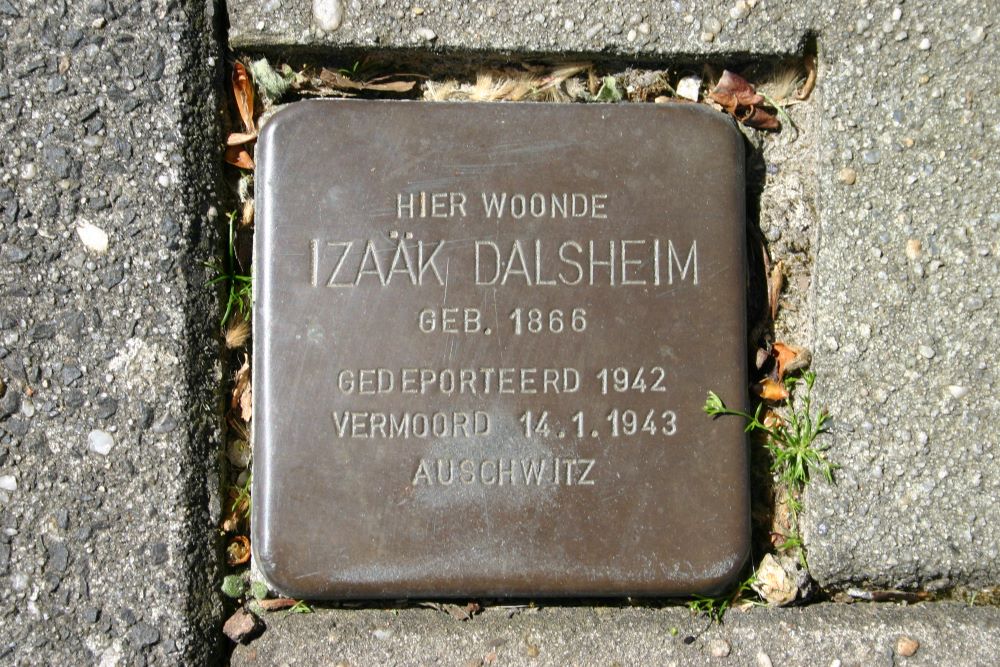 HIER WOONDE
IZAÄK DALSHEIM
GEB. 1866
GEDEPORTEERD 1942
VERMOORD 14.1.1943
AUSCHWITZ